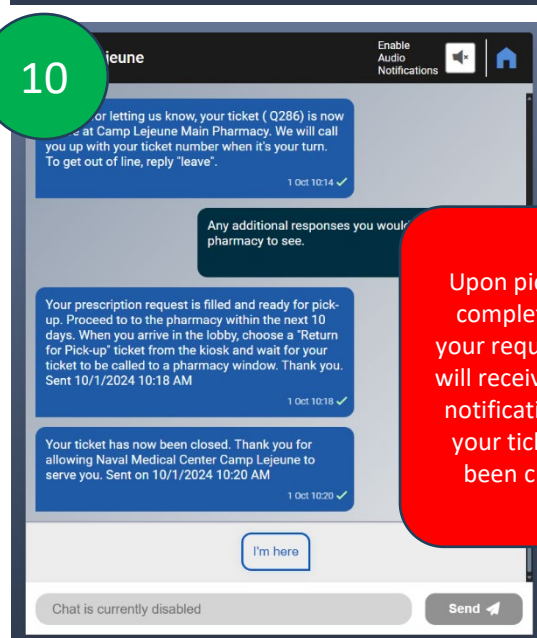 10
jeune
Enable
Audio
Notifications
or letting us know, your ticket ( Q286) is now
at Camp Lejeune Main Pharmacy. We will call
you up with your ticket number when it's your turn.
To get out of line, reply "leave".
1 Oct 10:14
Any additional responses you would
pharmacy to see.
Your prescription request is filled and ready for pick-
up. Proceed to to the pharmacy within the next 10
days. When you arrive in the lobby, choose a "Return
for Pick-up" ticket from the kiosk and wait for your
ticket to be called to a pharmacy window. Thank you.
Sent 10/1/2024 10:18 AM
1 Oct 10:18
Your ticket has now been closed. Thank you for
allowing Naval Medical Center Camp Lejeune to
serve you. Sent on 10/1/2024 10:20 AM
1 Oct 10:20
Upon pi
comple
your requ
will receiv
notificati
your tic
been c
I'm here
Chat is currently disabled
Send